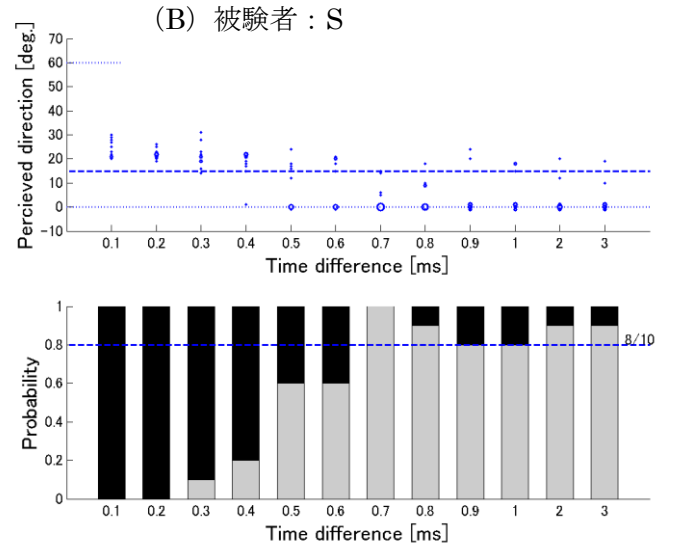 (B) 被験者：S
Percieved direction [deg.]
70
60
50
40
30
20
10
0
-10
0.1 0.2 0.3 0.4 0.5 0.6 0.7 0.8 0.9 1 2 3
Time difference [ms]
Probability
1
0.8
0.6
0.4
0.2
0
8/10
0.1 0.2 0.3 0.4 0.5 0.6 0.7 0.8 0.9 1 2 3
Time difference [ms]